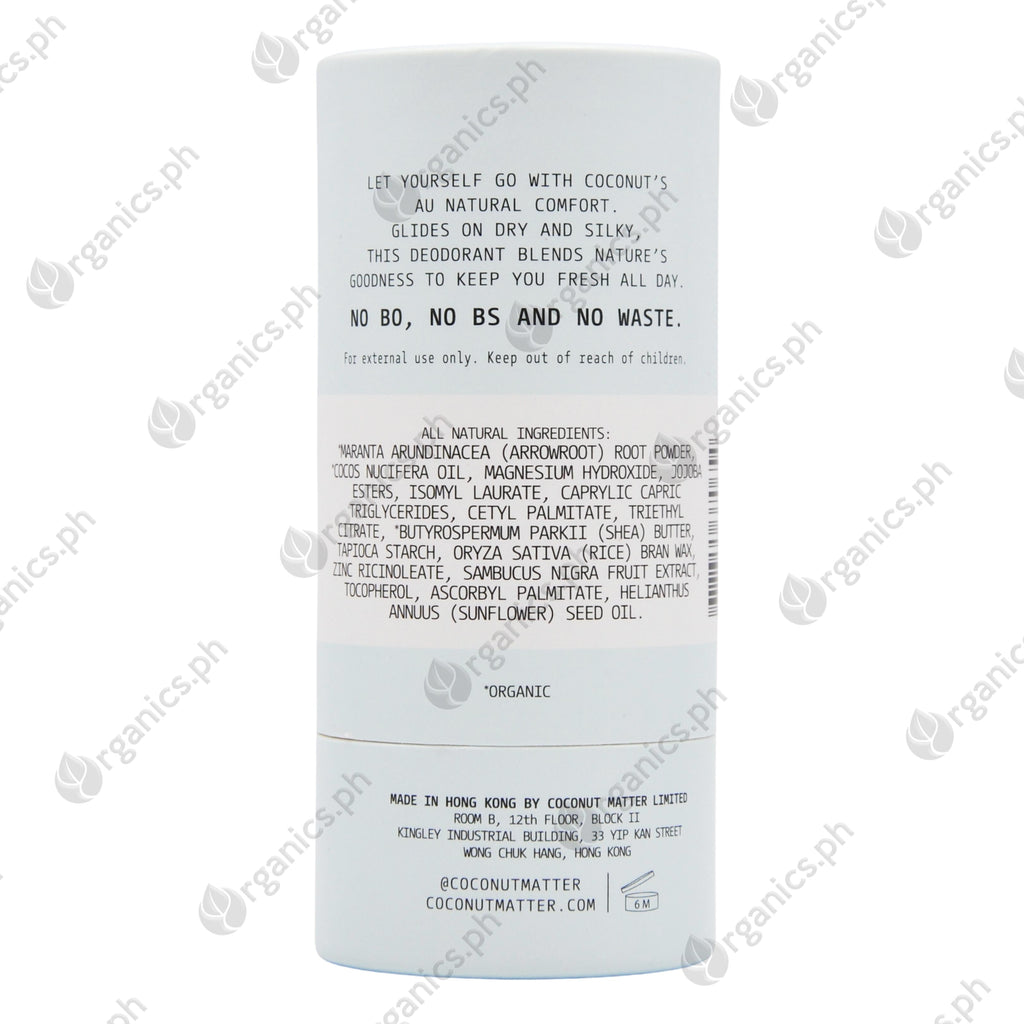 LET YOURSELF GO WITH COCONUT'S
AU NATURAL COMFORT.
GLIDES ON DRY AND SILKY,
THIS DEODORANT BLENDS NATURE'S
GOODNESS TO KEEP YOU FRESH ALL DAY.
NO BO, NO BS AND NO WASTE.
For external use only. Keep out of reach of children.
ALL NATURAL INGREDIENTS:
*MARANTA ARUNDINACEA (ARROWROOT) ROOT POWDER,
*COCOS NUCIFERA OIL, MAGNESIUM HYDROXIDE, JOJOBA
ESTERS, ISOMYL LAURATE, CAPRYLIC CAPRIC
TRIGLYCERIDES, CETYL PALMITATE, TRIETHYL
CITRATE, *BUTYROSPERMUM PARKII (SHEA) BUTTER,
TAPIOCA STARCH, ORYZA SATIVA (RICE) BRAN WAX,
ZINC RICINOLEATE, SAMBUCUS NIGRA FRUIT EXTRACT,
TOCOPHEROL, ASCORBYL PALMITATE, HELIANTHUS
ANNUUS (SUNFLOWER) SEED OIL.
*ORGANIC
MADE IN HONG KONG BY COCONUT MATTER LIMITED
ROOM B, 12th FLOOR, BLOCK II
KINGLEY INDUSTRIAL BUILDING, 33 YIP KAN STREET
WONG CHUK HANG, HONG KONG
@COCONUTMATTER
COCONUTMATTER.COM
6M
Organics.ph